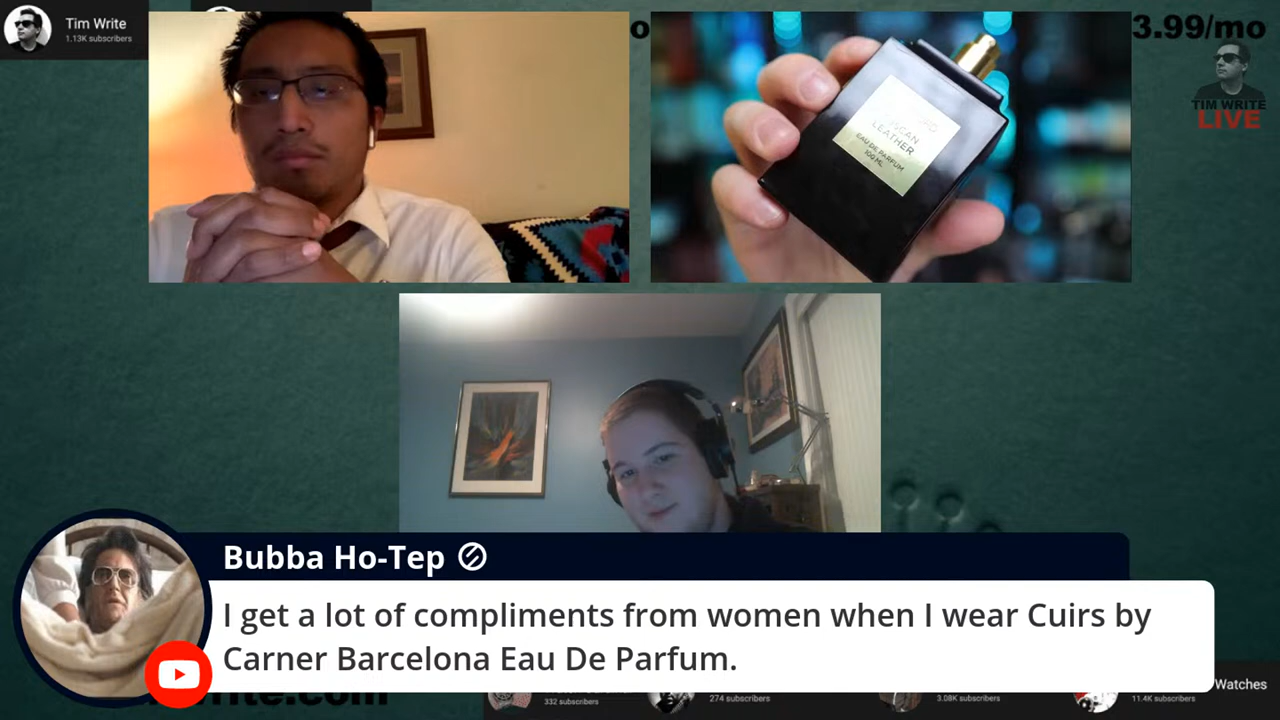 Tim Write
1.13K subscribers
3.99/mo
TIM WRITE
LIVE
LEATHER
EAU DE PARFUM
100 ML
Bubba Ho-Tep
I get a lot of compliments from women when I wear Cuirs by
Carner Barcelona Eau De Parfum.
332 subscribers
274 subscribers
3.08K subscribers
11.4K subscribers
Watches